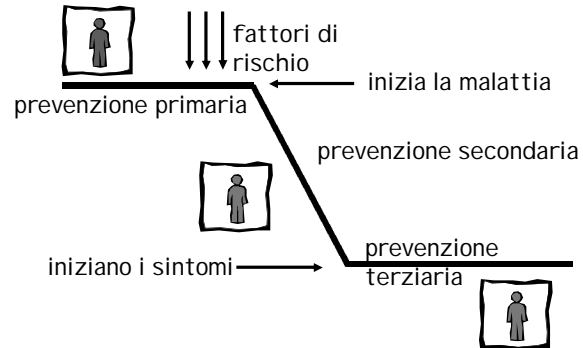 fattori di
rischio
inizia la malattia
prevenzione primaria
prevenzione secondaria
prevenzione
iniziano i sintomi
terziaria